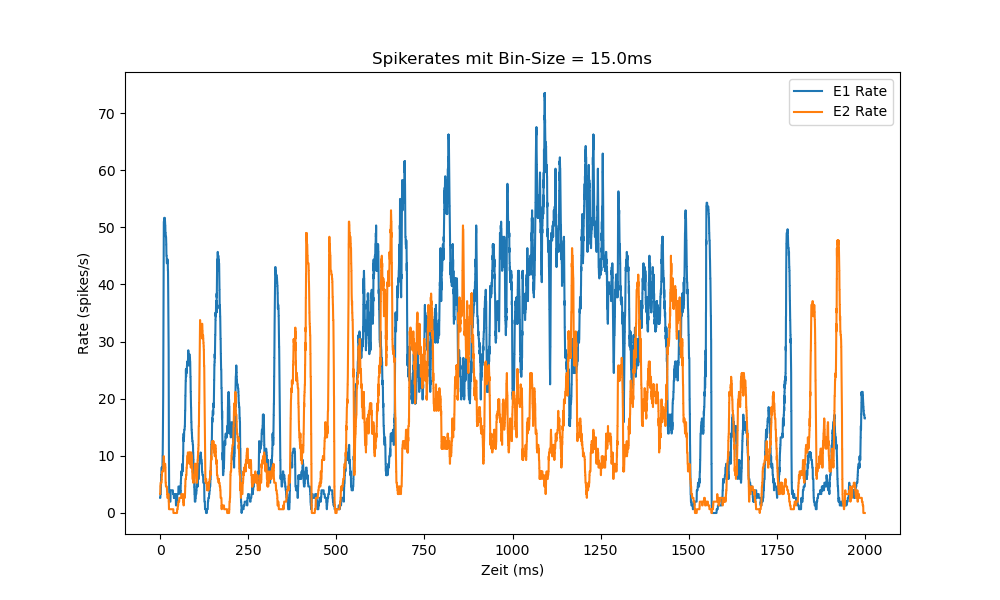 Spikerates mit Bin-Size = 15.0ms
E1 Rate
E2 Rate
70
60
50
40
30
20
10
0
Rate (spikes/s)
0 250 500 750 1000 1250 1500 1750 2000
Zeit (ms)